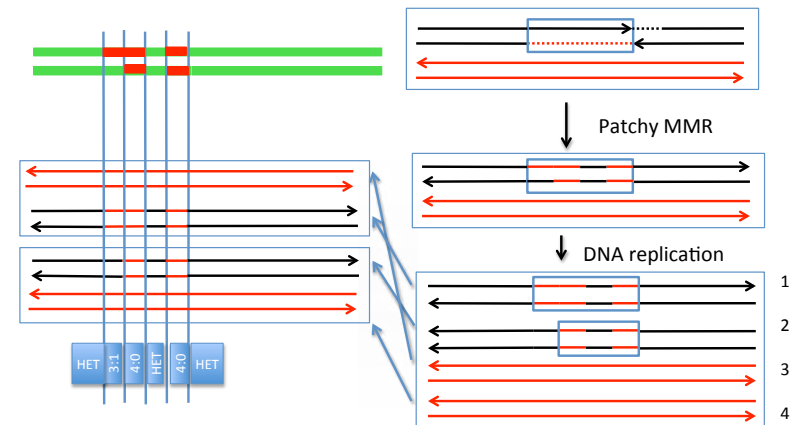 Patchy MMR
DNA replication
1
2
3
4
HET 3:1 4:0 HET 4:0 HET